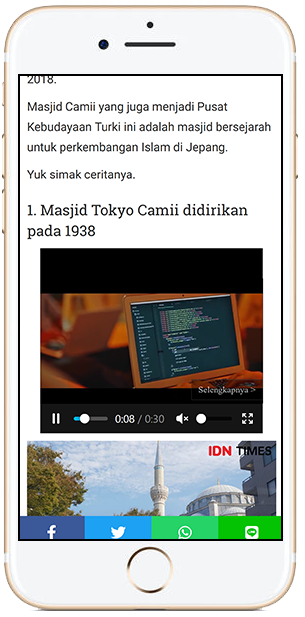 2018.
Masjid Camii yang juga menjadi Pusat
Kebudayaan Turki ini adalah masjid bersejarah
untuk perkembangan Islam di Jepang.
Yuk simak ceritanya.
1. Masjid Tokyo Camii didirikan
pada 1938
Selengkapnya >
0:08 / 0:30
IDN TIMES